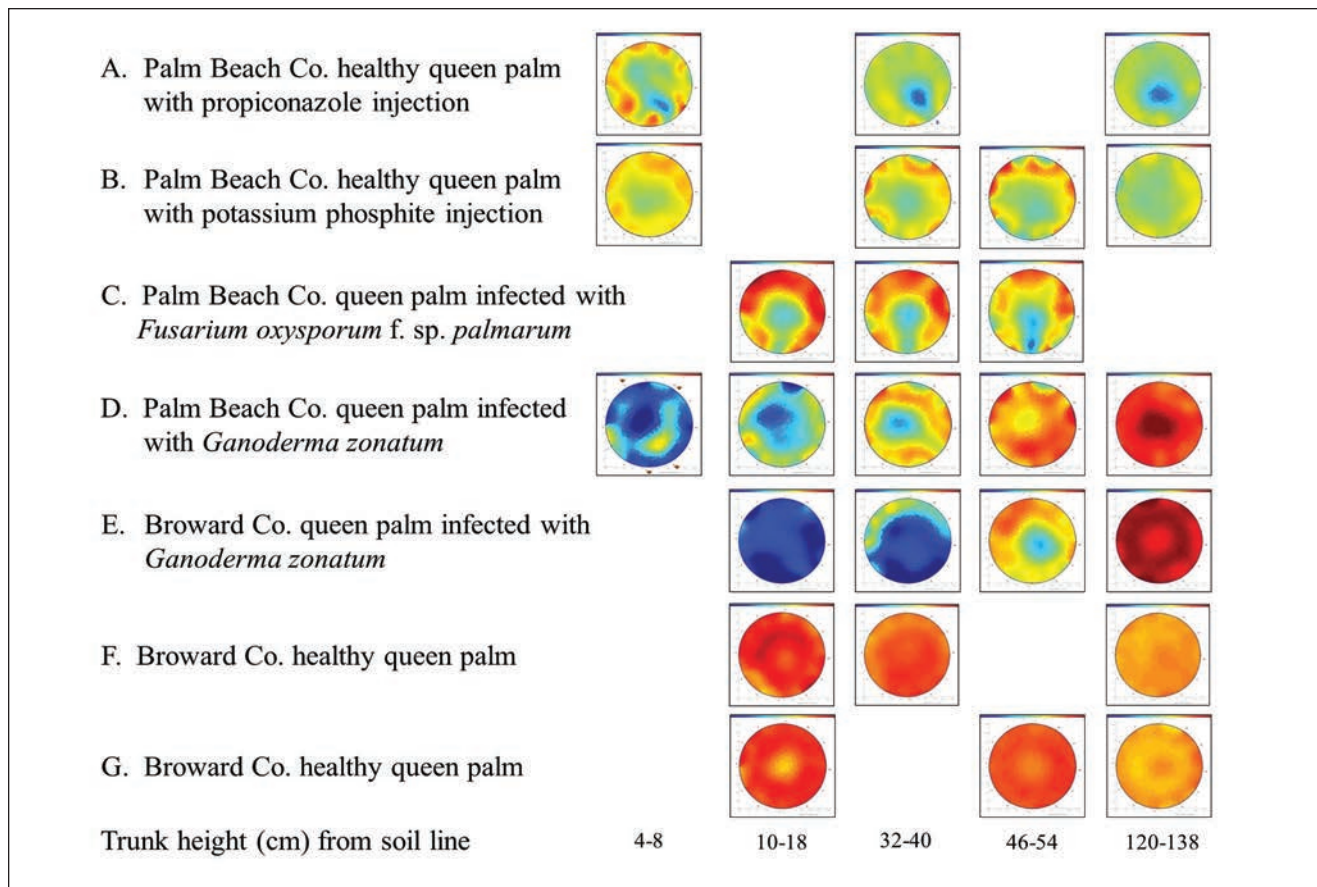 A. Palm Beach Co. healthy queen palm
with propiconazole injection
B. Palm Beach Co. healthy queen palm
with potassium phosphite injection
C. Palm Beach Co. queen palm infected with
Fusarium oxysporum f. sp. palmarum
D. Palm Beach Co. queen palm infected
with Ganoderma zonatum
E. Broward Co. queen palm infected with
Ganoderma zonatum
F. Broward Co. healthy queen palm
G. Broward Co. healthy queen palm
Trunk height (cm) from soil line 4-8 10-18 32-40 46-54 120-138